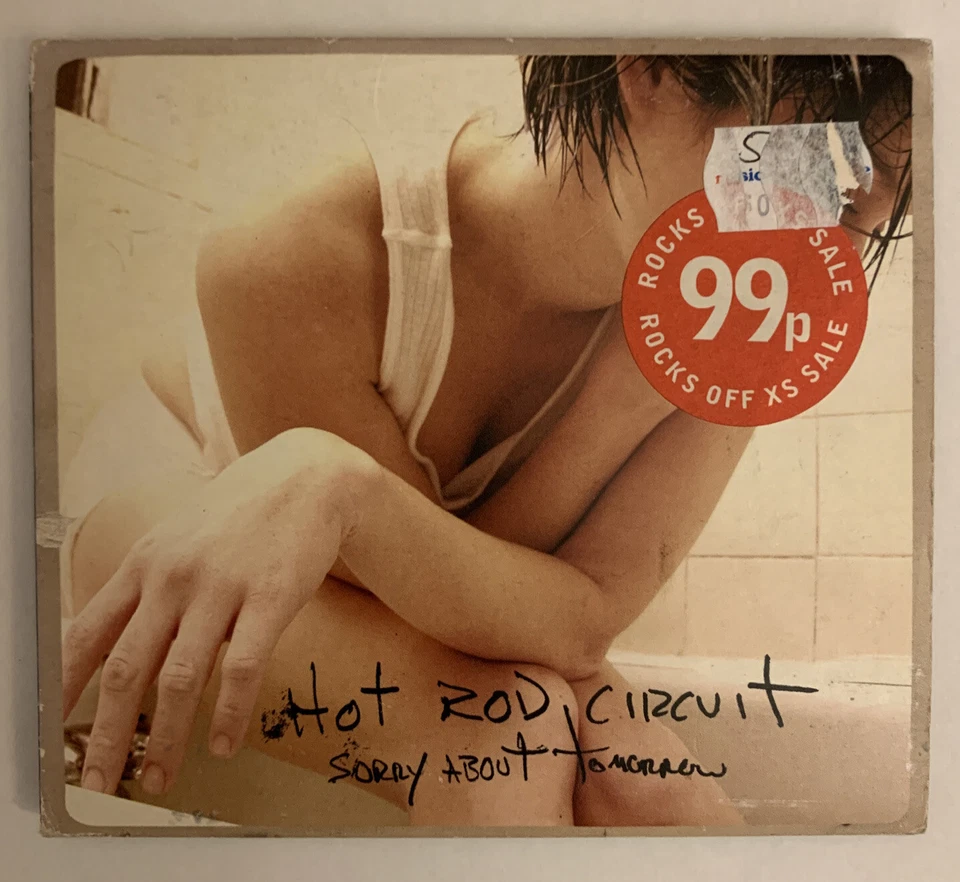 S
ROCKS
SALE
99p
ROCKS OFF XS SALE
Hot Rod Circuit
Sorry About Tomorrow